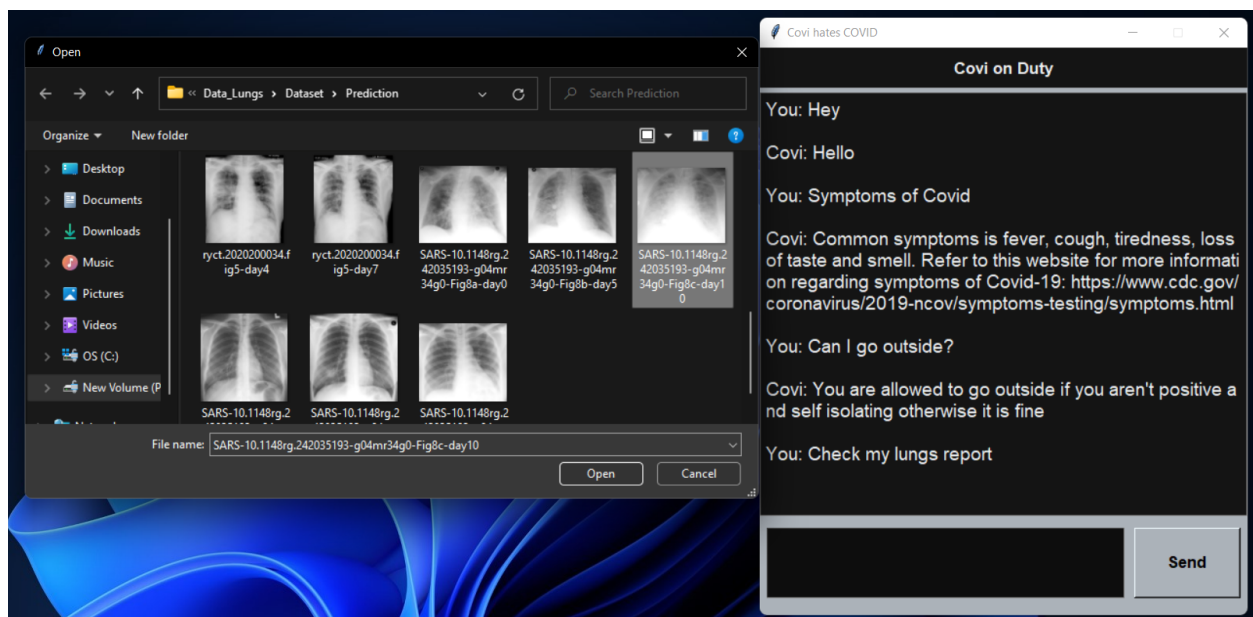 Open
« Data_Lungs › Dataset › Prediction
Search Prediction
Organize
New folder
Desktop
Documents
Downloads
Music
Pictures
Videos
OS (C:)
New Volume (P
ryct.2020200034.f
ig5-day4
ryct.2020200034.f
ig5-day7
SARS-10.1148rg.2
42035193-g04mr
34g0-Fig8a-day0
SARS-10.1148rg.2
42035193-g04mr
34g0-Fig8b-day5
SARS-10.1148rg.2
42035193-g04mr
34g0-Fig8c-day1
0
SARS-10.1148rg.2
SARS-10.1148rg.2
SARS-10.1148rg.2
File name:
SARS-10.1148rg.242035193-g04mr34g0-Fig8c-day10
Open
Cancel
Covi hates COVID
Covi on Duty
You: Hey
Covi: Hello
You: Symptoms of Covid
Covi: Common symptoms is fever, cough, tiredness, loss
of taste and smell. Refer to this website for more informati
on regarding symptoms of Covid-19: https://www.cdc.gov/
coronavirus/2019-ncov/symptoms-testing/symptoms.html
You: Can I go outside?
Covi: You are allowed to go outside if you aren't positive a
nd self isolating otherwise it is fine
You: Check my lungs report
Send